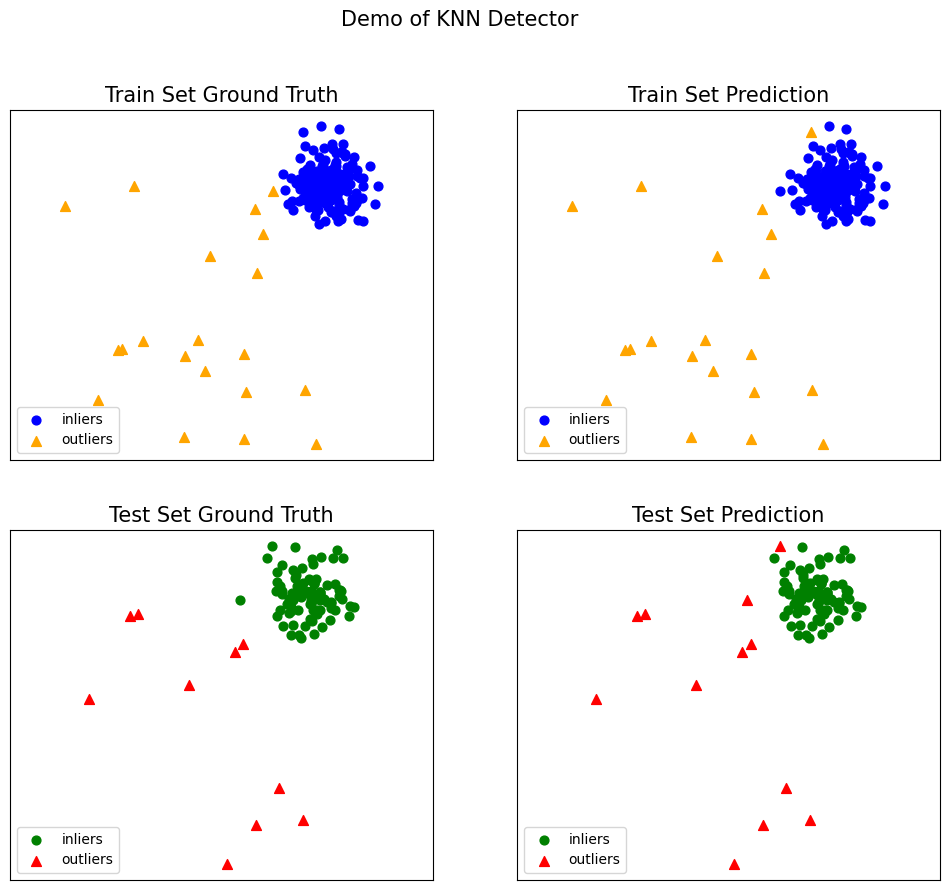 Demo of KNN Detector
Train Set Ground Truth
Train Set Prediction
inliers
outliers
inliers
outliers
Test Set Ground Truth
Test Set Prediction
inliers
outliers
inliers
outliers